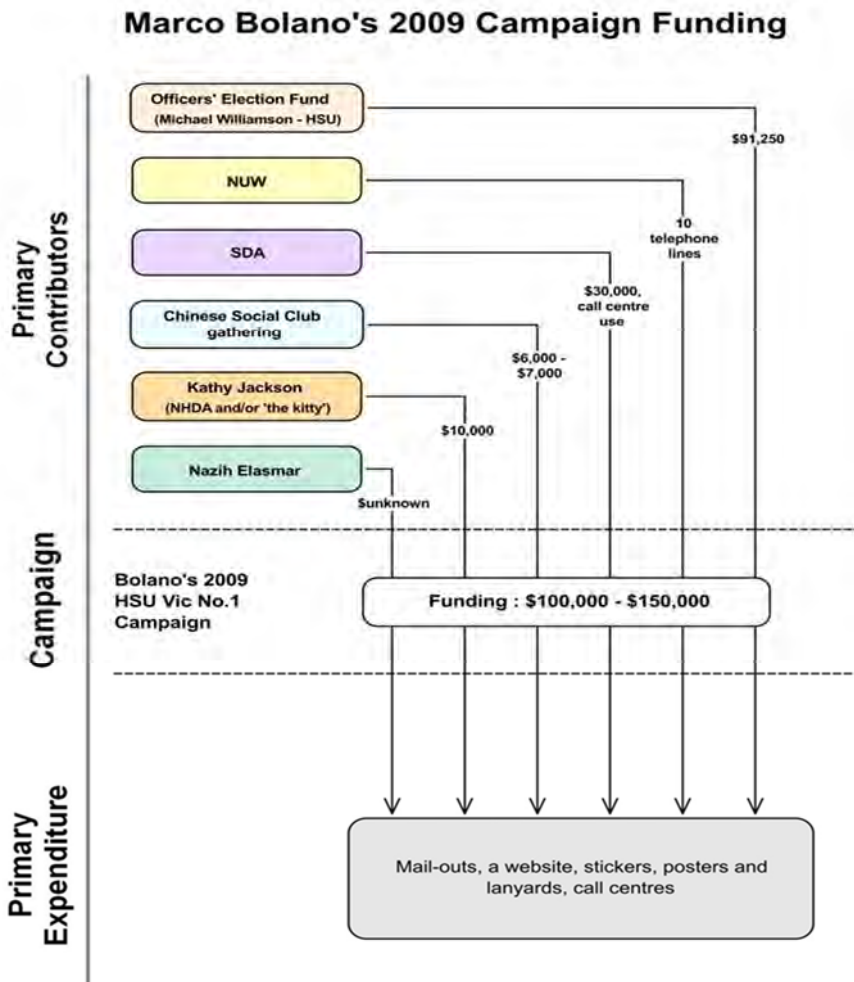 Marco Bolano's 2009 Campaign Funding
Primary
Contributors
Officers' Election Fund
(Michael Williamson - HSU)
$91,250
NUW
10
telephone
lines
SDA
$30,000,
call centre
use
Chinese Social Club
gathering
$6,000 -
$7,000
Kathy Jackson
(NHDA and/or 'the kitty')
$10,000
Nazih Elasmar
$unknown
Campaign
Bolano's 2009
HSU Vic No.1
Campaign
Funding : $100,000 - $150,000
Primary
Expenditure
Mail-outs, a website, stickers, posters and
lanyards, call centres